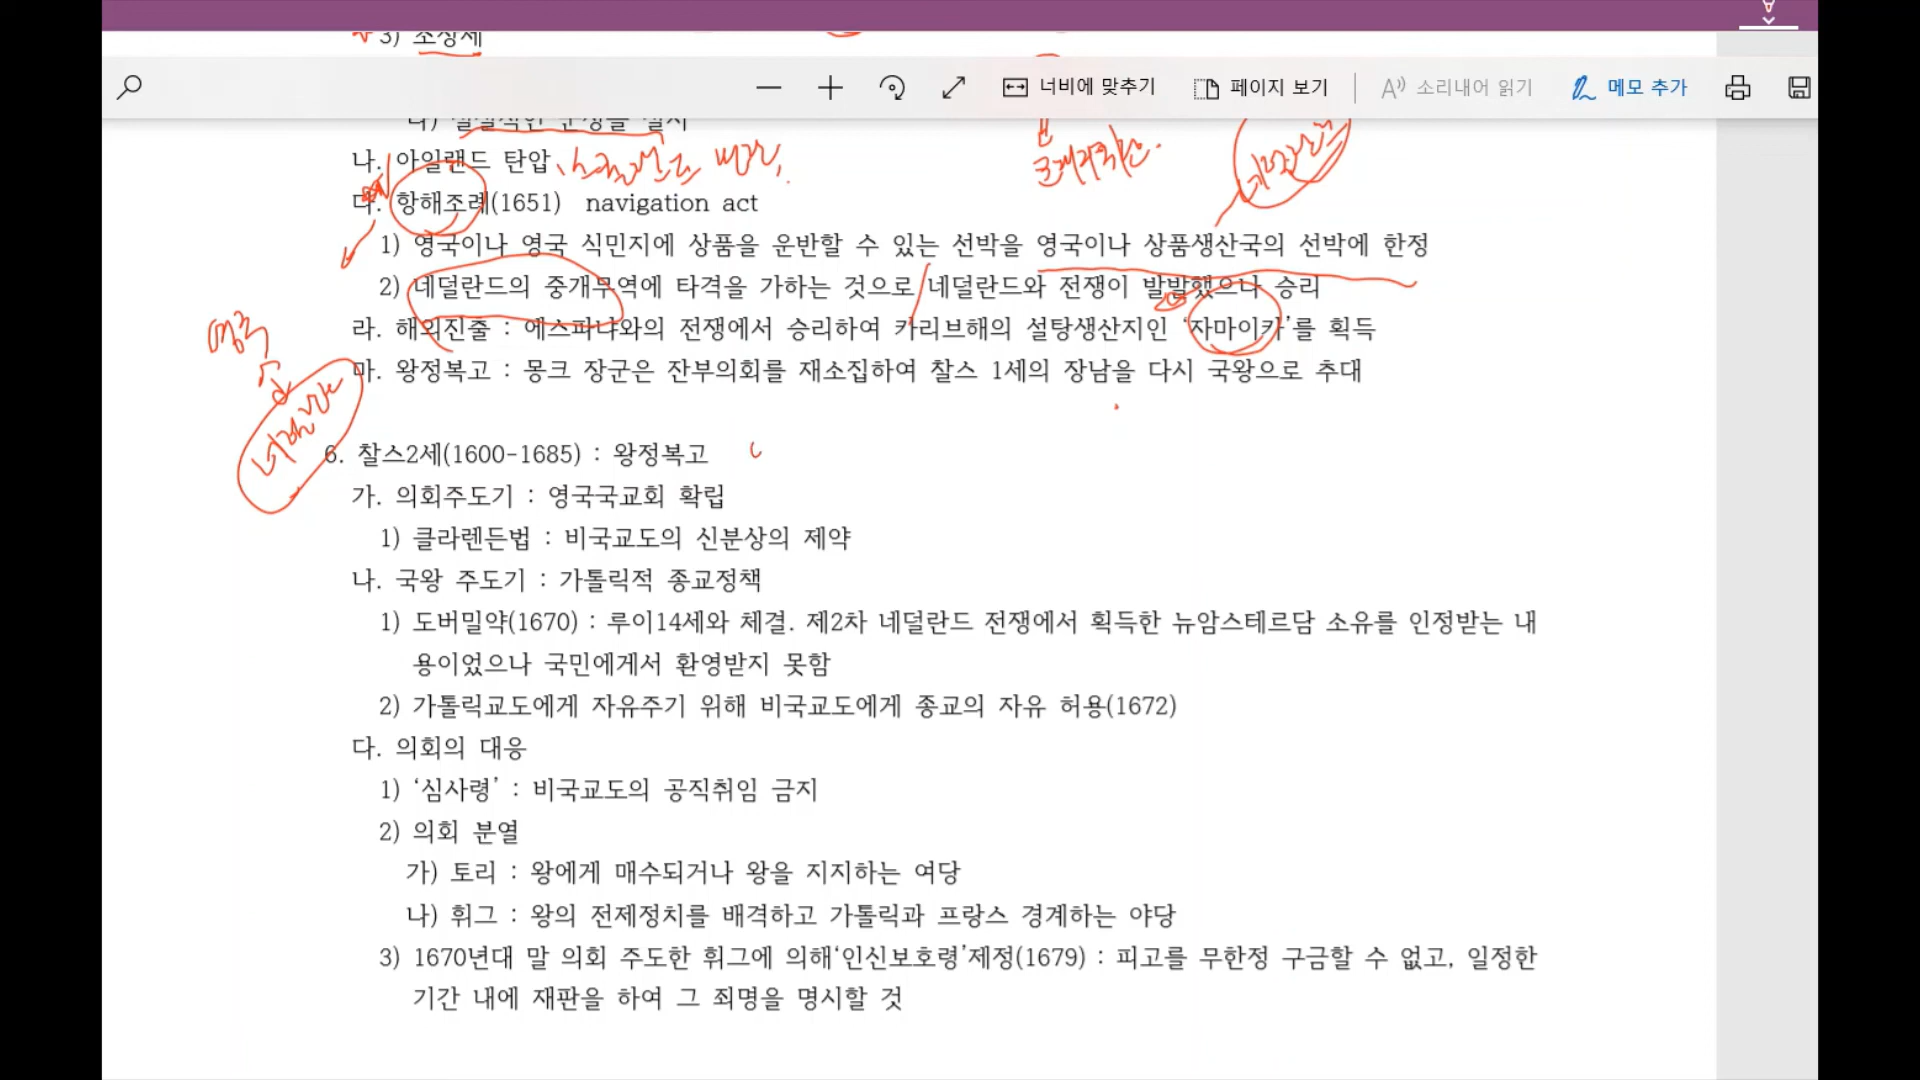 3) 소장세
너비에 맞추기 페이지 보기 소리내어 읽기 메모 추가
나. 아일랜드 탄압
다. 항해조례(1651) navigation act
1) 영국이나 영국 식민지에 상품을 운반할 수 있는 선박을 영국이나 상품생산국의 선박에 한정
2) 네덜란드의 중개무역에 타격을 가하는 것으로 네덜란드와 전쟁이 발발했으나 승리
라. 해외진출 : 에스파냐와의 전쟁에서 승리하여 카리브해의 설탕생산지인 ‘자마이카’를 획득
마. 왕정복고 : 몽크 장군은 잔부의회를 재소집하여 찰스 1세의 장남을 다시 국왕으로 추대
영국
네덜란드
6. 찰스2세(1600-1685) : 왕정복고
가. 의회주도기 : 영국국교회 확립
1) 클라렌든법 : 비국교도의 신분상의 제약
나. 국왕 주도기 : 가톨릭적 종교정책
1) 도버밀약(1670) : 루이14세와 체결. 제2차 네덜란드 전쟁에서 획득한 뉴암스테르담 소유를 인정받는 내
용이었으나 국민에게서 환영받지 못함
2) 가톨릭교도에게 자유주기 위해 비국교도에게 종교의 자유 허용(1672)
다. 의회의 대응
1) ‘심사령’ : 비국교도의 공직취임 금지
2) 의회 분열
가) 토리 : 왕에게 매수되거나 왕을 지지하는 여당
나) 휘그 : 왕의 전제정치를 배격하고 가톨릭과 프랑스 경계하는 야당
3) 1670년대 말 의회 주도한 휘그에 의해‘인신보호령’제정(1679) : 피고를 무한정 구금할 수 없고, 일정한
기간 내에 재판을 하여 그 죄명을 명시할 것